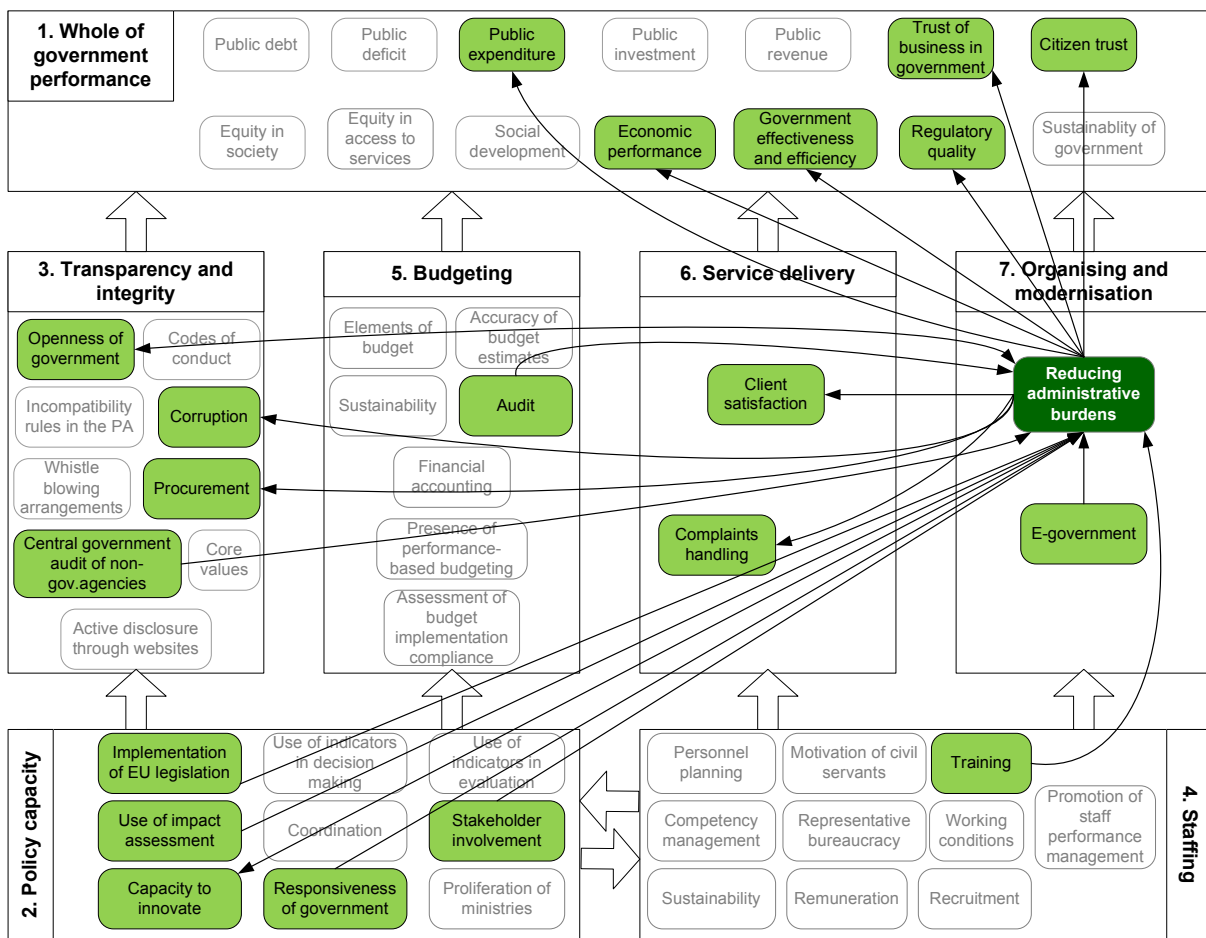 1. Whole of
government
performance
Public debt
Public
deficit
Public
expenditure
Public
investment
Public
revenue
Trust of
business in
government
Citizen trust
Equity in
society
Equity in
access to
services
Social
development
Economic
performance
Government
effectiveness
and efficiency
Regulatory
quality
Sustainablity of
government
3. Transparency and
integrity
Openness of
government
Codes of
conduct
Incompatibility
rules in the PA
Corruption
Whistle
blowing
arrangements
Procurement
Central government
audit of non-
gov.agencies
Core
values
Active disclosure
through websites
5. Budgeting
Elements of
budget
Accuracy of
budget
estimates
Sustainability
Audit
Financial
accounting
Presence of
performance-
based budgeting
Assessment of
budget
implementation
compliance
6. Service delivery
Client
satisfaction
Complaints
handling
7. Organising and
modernisation
Reducing
administrative
burdens
E-government
2. Policy capacity
Implementation
of EU legislation
Use of indicators
in decision
making
Use of
indicators in
evaluation
Use of impact
assessment
Coordination
Stakeholder
involvement
Capacity to
innovate
Responsiveness
of government
Proliferation of
ministries
Personnel
planning
Motivation of civil
servants
Training
Competency
management
Representative
bureaucracy
Working
conditions
Promotion of
staff
performance
management
Sustainability
Remuneration
Recruitment
4. Staffing